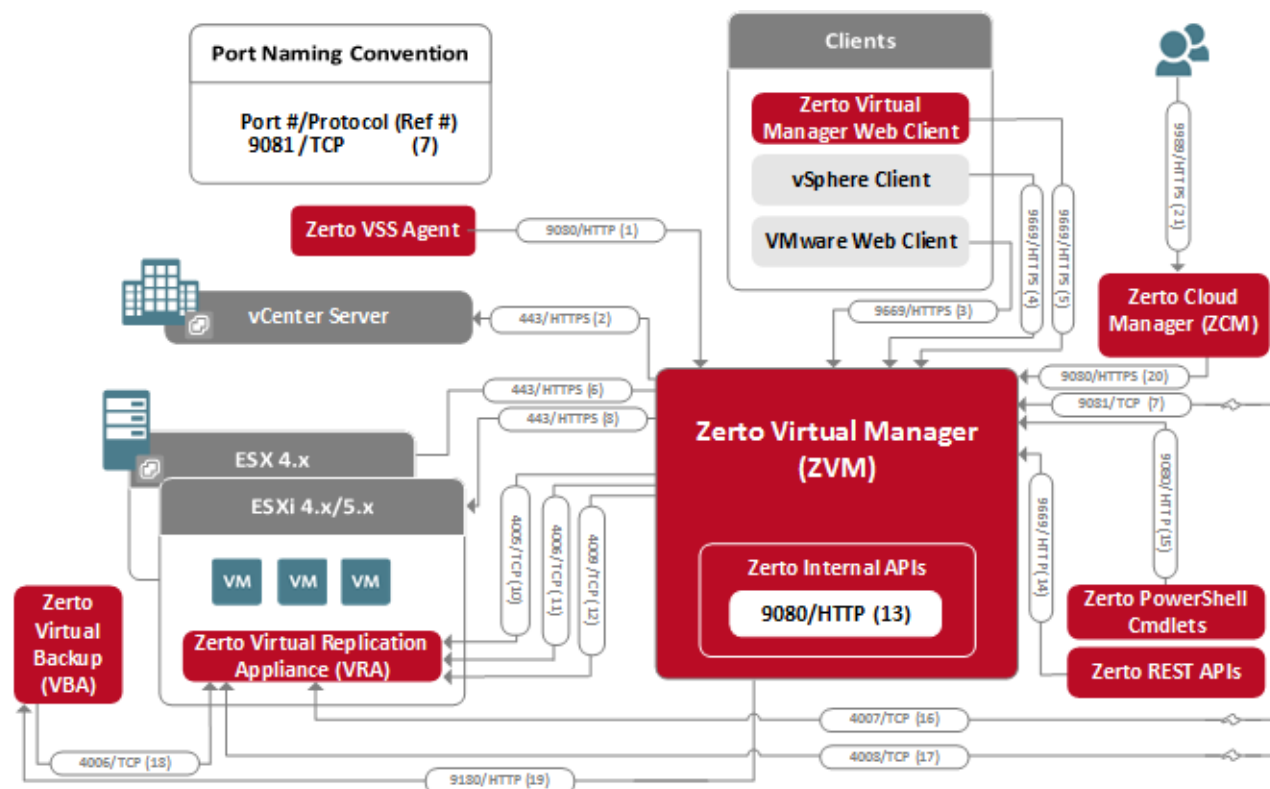 Port Naming Convention
Port #/Protocol (Ref #)
9081/TCP (7)
Clients
Zerto Virtual
Manager Web Client
vSphere Client
VMware Web Client
9989/HTTPS (21)
Zerto VSS Agent
9080/HTTP (1)
9669/HTTPS (4)
9669/HTTPS (5)
vCenter Server
443/HTTPS (2)
9669/HTTPS (3)
Zerto Cloud
Manager (ZCM)
443/HTTPS (6)
443/HTTPS (8)
9080/HTTPS (20)
9081/TCP (7)
Zerto Virtual Manager
(ZVM)
ESX 4.x
ESXi 4.x/5.x
4005/TCP (10)
4006/TCP (11)
4009/TCP (12)
9669/HTTP (14)
9080/HTTP (15)
VM
VM
VM
Zerto Internal APIs
9080/HTTP (13)
Zerto
Virtual
Backup
(VBA)
Zerto Virtual Replication
Appliance (VRA)
Zerto PowerShell
Cmdlets
Zerto REST APIs
4007/TCP (16)
4008/TCP (17)
4006/TCP (18)
9180/HTTP (19)